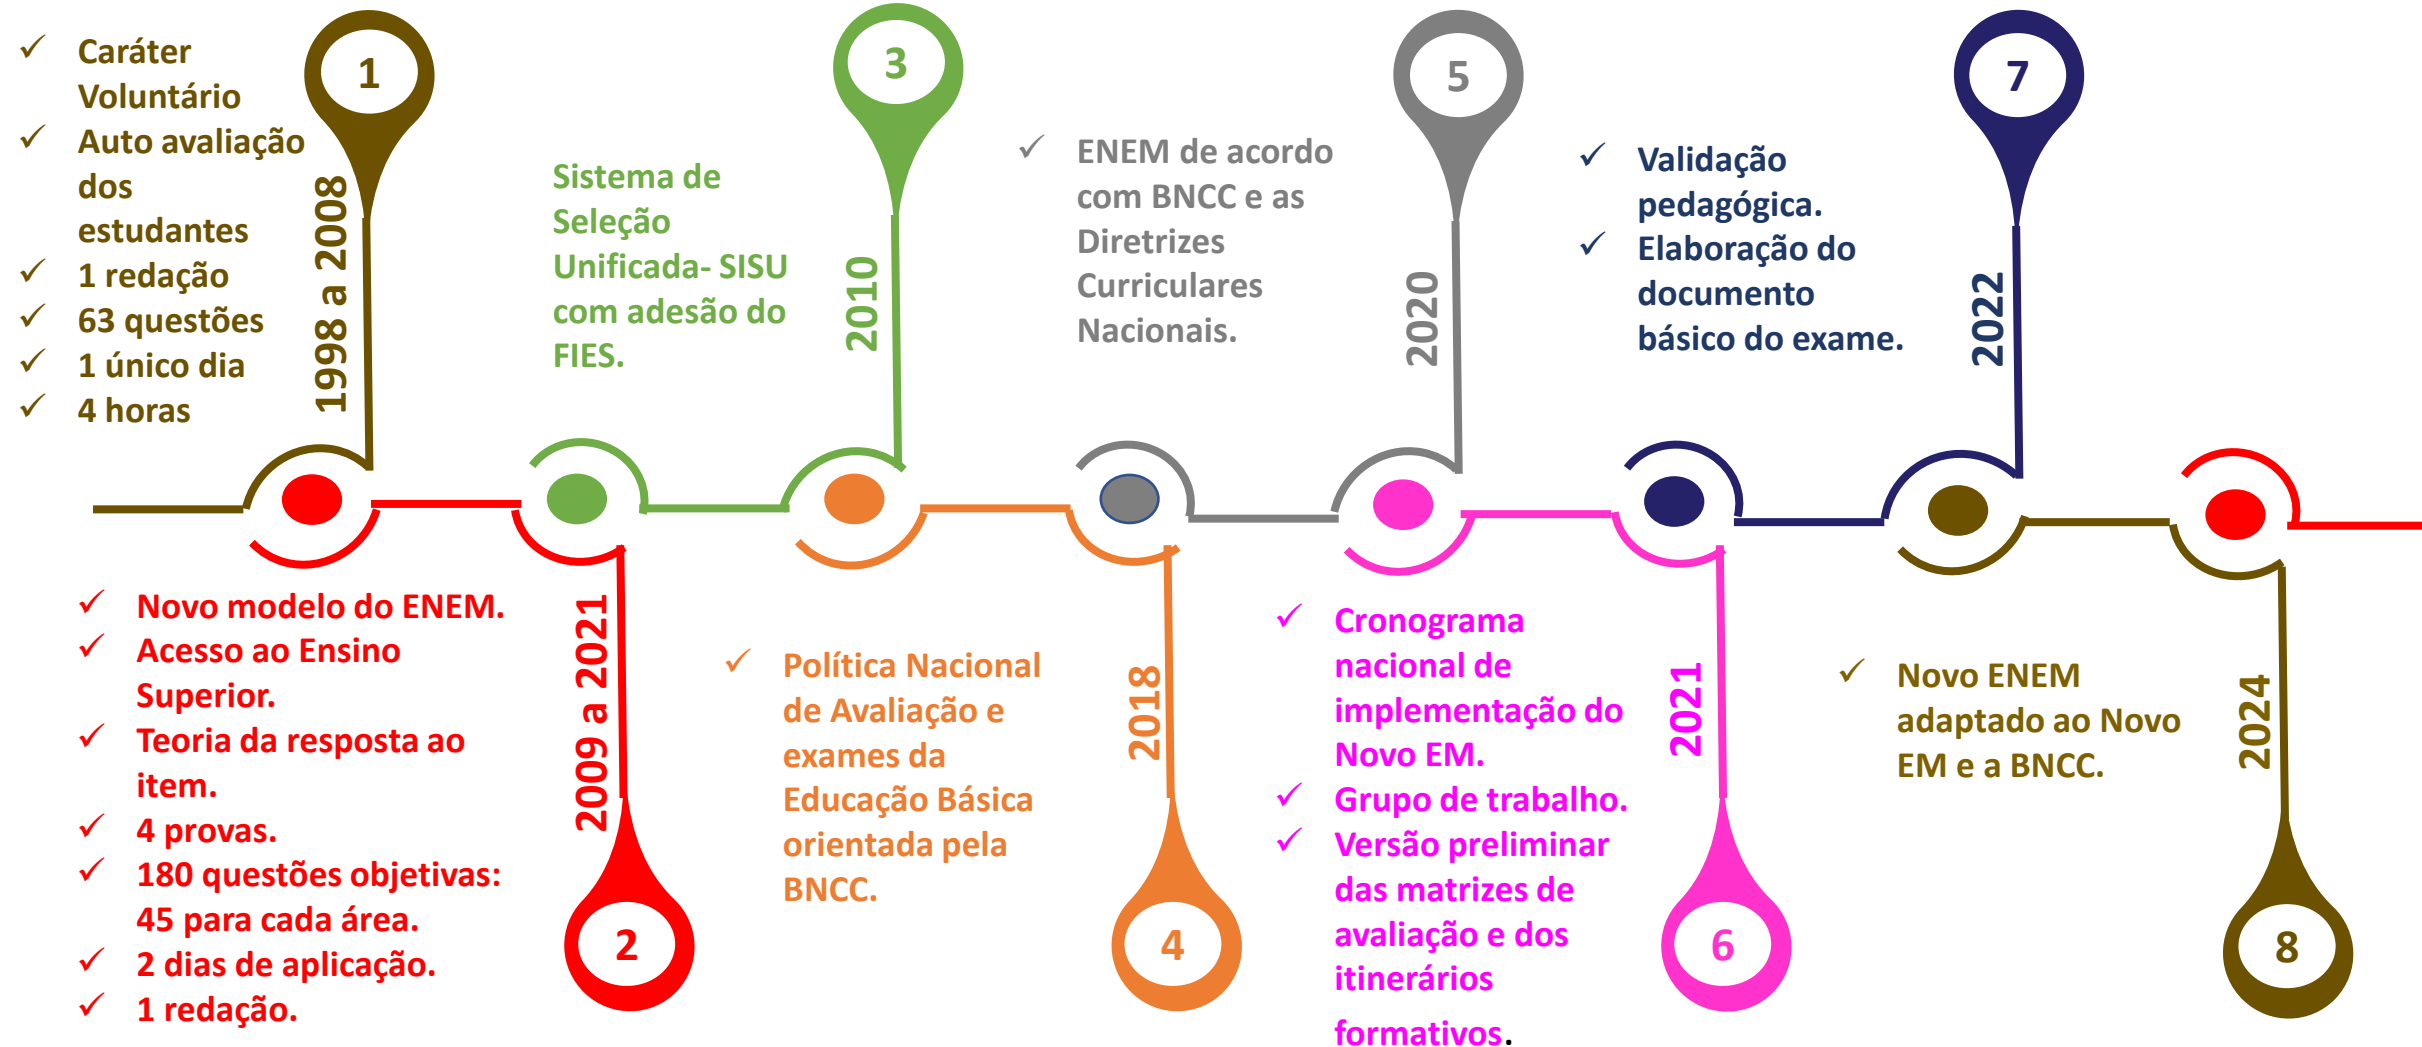 Caráter
Voluntário
Auto avaliação
dos
estudantes
1 redação
63 questões
1 único dia
4 horas
1998 a 2008
1
Novo modelo do ENEM.
Acesso ao Ensino
Superior.
Teoria da resposta ao
item.
4 provas.
180 questões objetivas:
45 para cada área.
2 dias de aplicação.
1 redação.
2009 a 2021
2
Sistema de
Seleção
Unificada- SISU
com adesão do
FIES.
2010
3
Política Nacional
de Avaliação e
exames da
Educação Básica
orientada pela
BNCC.
2018
4
ENEM de acordo
com BNCC e as
Diretrizes
Curriculares
Nacionais.
2020
5
Cronograma
nacional de
implementação do
Novo EM.
Grupo de trabalho.
Versão preliminar
das matrizes de
avaliação e dos
itinerários
formativos.
2021
6
Validação
pedagógica.
Elaboração do
documento
básico do exame.
2022
7
Novo ENEM
adaptado ao Novo
EM e a BNCC.
2024
8